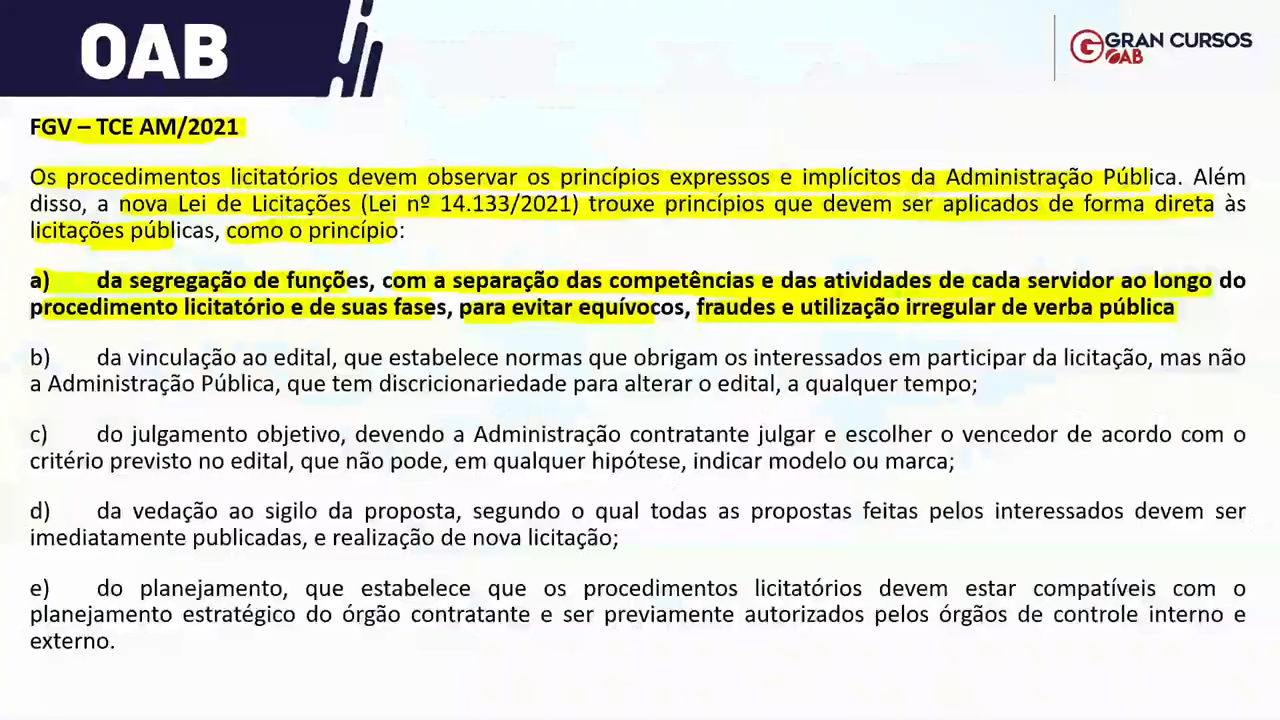 OAB
GRAN CURSOS
OAB
FGV – TCE AM/2021
Os procedimentos licitatórios devem observar os princípios expressos e implícitos da Administração Pública. Além
disso, a nova Lei de Licitações (Lei nº 14.133/2021) trouxe princípios que devem ser aplicados de forma direta às
licitações públicas, como o princípio:
a) da segregação de funções, com a separação das competências e das atividades de cada servidor ao longo do
procedimento licitatório e de suas fases, para evitar equívocos, fraudes e utilização irregular de verba pública
b) da vinculação ao edital, que estabelece normas que obrigam os interessados em participar da licitação, mas não
a Administração Pública, que tem discricionariedade para alterar o edital, a qualquer tempo;
c) do julgamento objetivo, devendo a Administração contratante julgar e escolher o vencedor de acordo com o
critério previsto no edital, que não pode, em qualquer hipótese, indicar modelo ou marca;
d) da vedação ao sigilo da proposta, segundo o qual todas as propostas feitas pelos interessados devem ser
imediatamente publicadas, e realização de nova licitação;
e) do planejamento, que estabelece que os procedimentos licitatórios devem estar compatíveis com o
planejamento estratégico do órgão contratante e ser previamente autorizados pelos órgãos de controle interno e
externo.